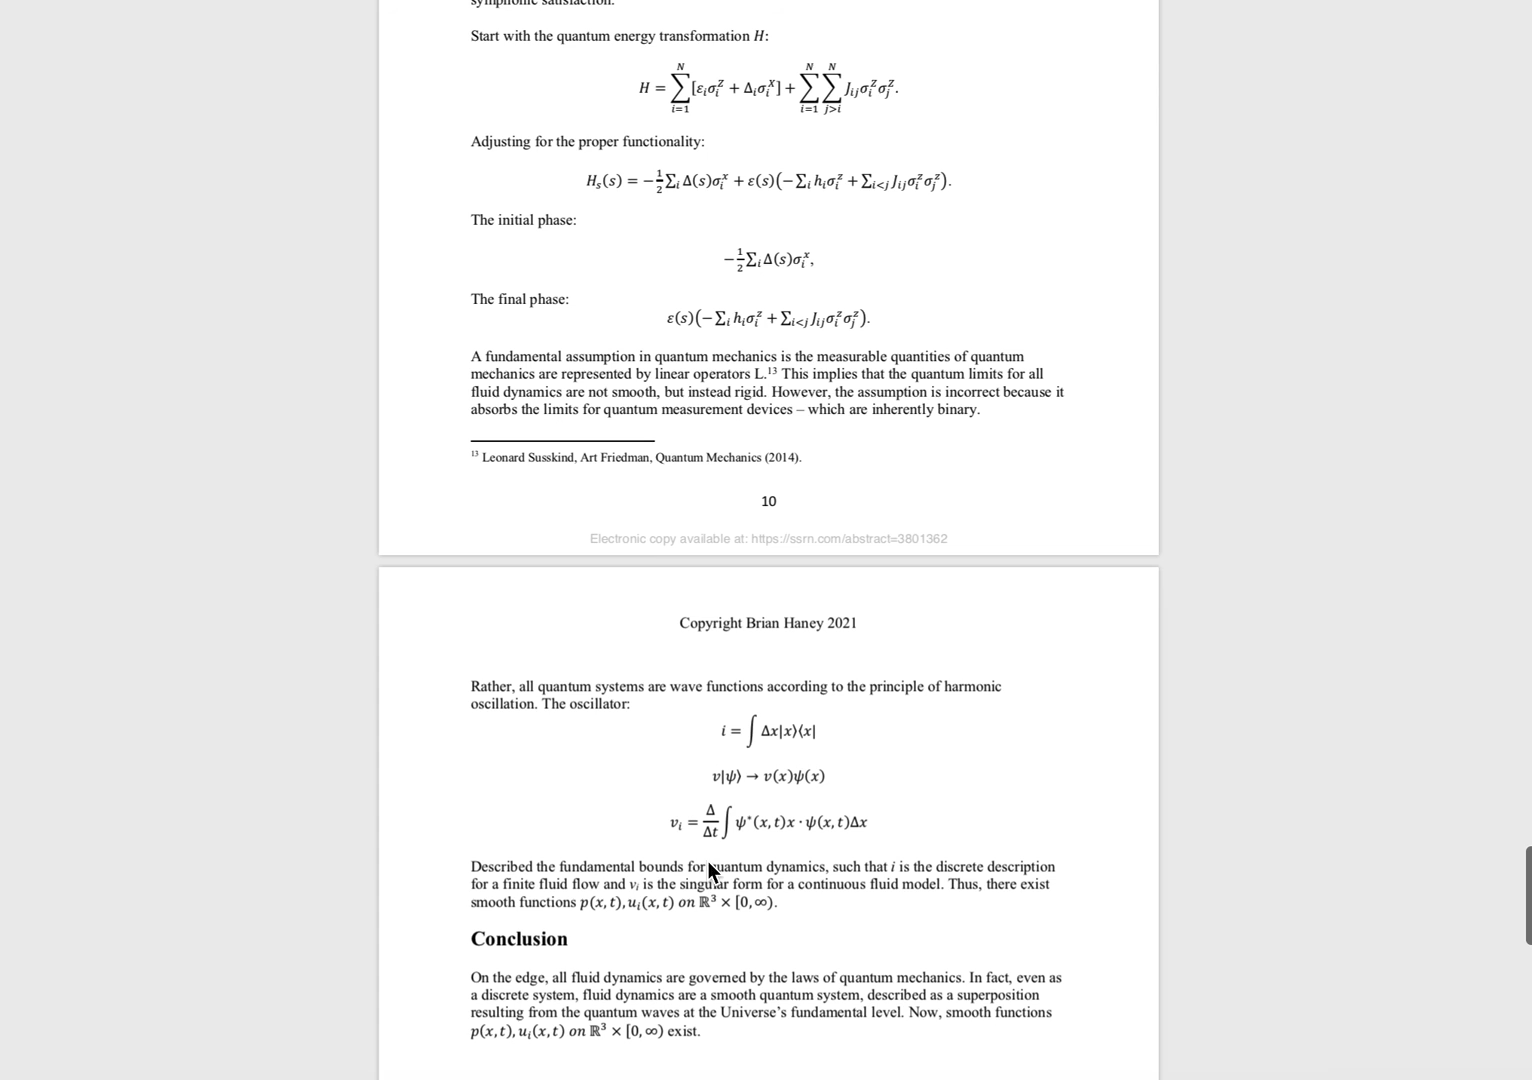 symphonic satisfaction.
Start with the quantum energy transformation H:
H = ∑_{i=1}^{N} [ε_i σ_i^z + Δ_i σ_i^x] + ∑_{i=1}^{N} ∑_{j>i}^{N} J_{ij} σ_i^z σ_j^z.
Adjusting for the proper functionality:
H_s(s) = −½ ∑_i Δ(s)σ_i^x + ε(s)(−∑_i h_i σ_i^z + ∑_{i<j} J_{ij} σ_i^z σ_j^z).
The initial phase:
−½ ∑_i Δ(s)σ_i^x,
The final phase:
ε(s)(−∑_i h_i σ_i^z + ∑_{i<j} J_{ij} σ_i^z σ_j^z).
A fundamental assumption in quantum mechanics is the measurable quantities of quantum
mechanics are represented by linear operators L.¹³ This implies that the quantum limits for all
fluid dynamics are not smooth, but instead rigid. However, the assumption is incorrect because it
absorbs the limits for quantum measurement devices – which are inherently binary.
¹³ Leonard Susskind, Art Friedman, Quantum Mechanics (2014).
10
Electronic copy available at: https://ssrn.com/abstract=3801362
Copyright Brian Haney 2021
Rather, all quantum systems are wave functions according to the principle of harmonic
oscillation. The oscillator:
i = ∫ Δx|x⟩⟨x|
v|ψ⟩ → v(x)ψ(x)
v_i = Δ/Δt ∫ ψ*(x, t)x · ψ(x, t)Δx
Described the fundamental bounds for quantum dynamics, such that i is the discrete description
for a finite fluid flow and v_i is the singular form for a continuous fluid model. Thus, there exist
smooth functions p(x, t), u_i(x, t) on ℝ³ × [0, ∞).
Conclusion
On the edge, all fluid dynamics are governed by the laws of quantum mechanics. In fact, even as
a discrete system, fluid dynamics are a smooth quantum system, described as a superposition
resulting from the quantum waves at the Universe’s fundamental level. Now, smooth functions
p(x, t), u_i(x, t) on ℝ³ × [0, ∞) exist.